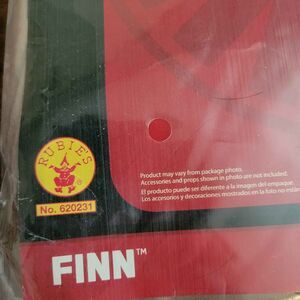 RUBIE'S
No. 620231
Product may vary from package photo.
Accessories and props shown in photo are not included.
El producto puede ser diferente a la imagen del empaque.
Los accesorios y decoraciones mostrados en la foto no están
FINN™